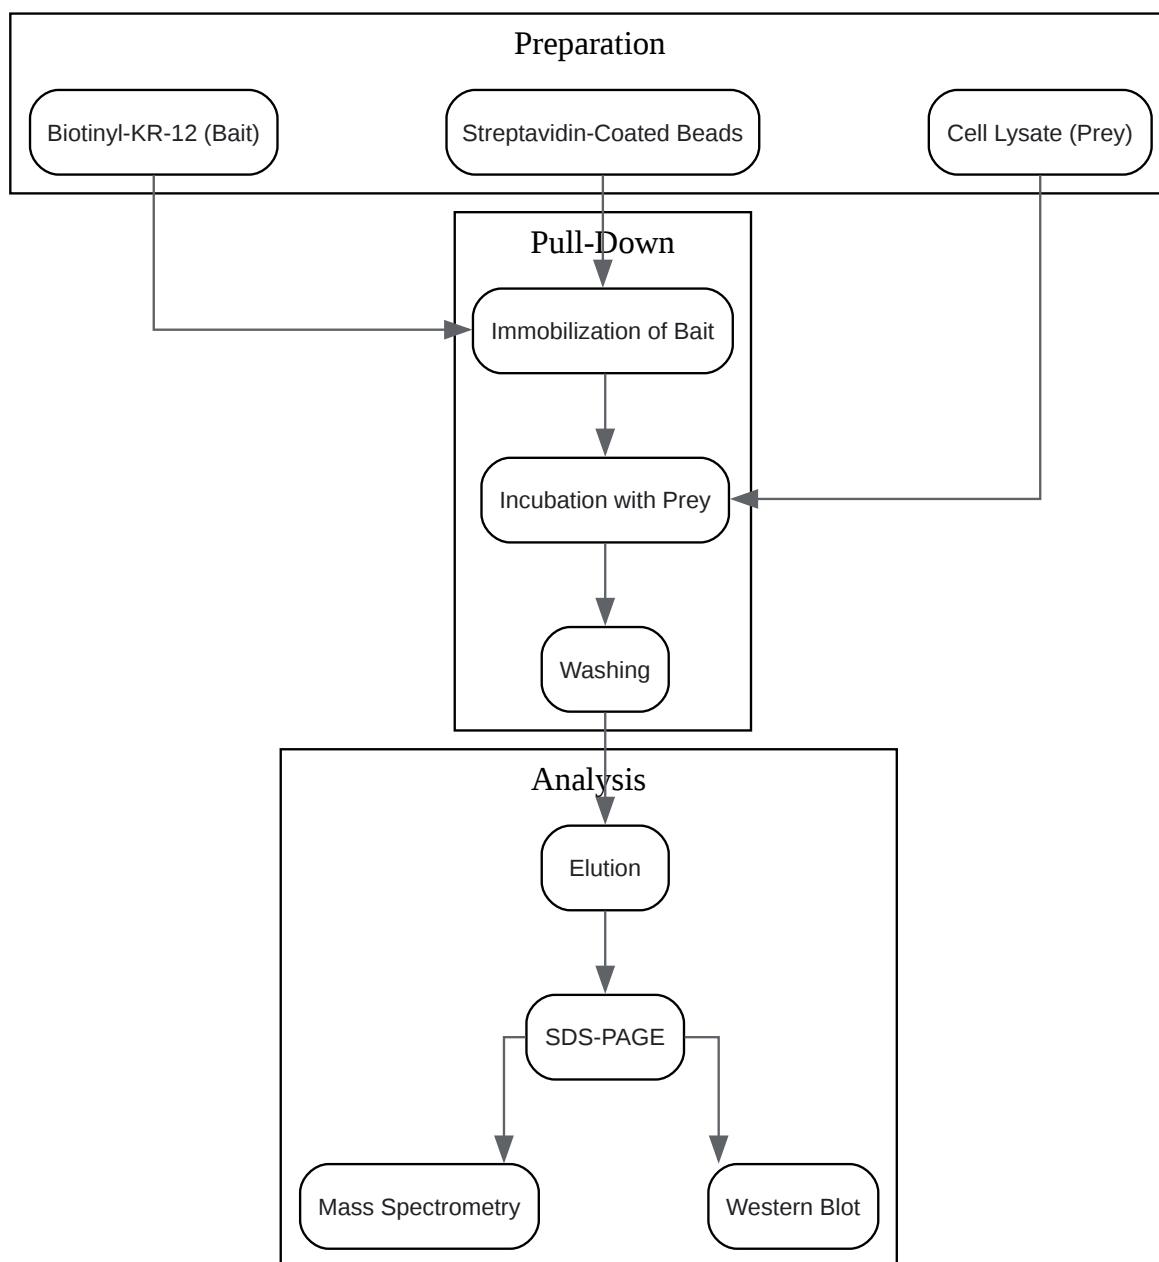 Preparation
Biotinyl-KR-12 (Bait)
Streptavidin-Coated Beads
Cell Lysate (Prey)
Pull-Down
Immobilization of Bait
Incubation with Prey
Washing
Analysis
Elution
SDS-PAGE
Mass Spectrometry
Western Blot